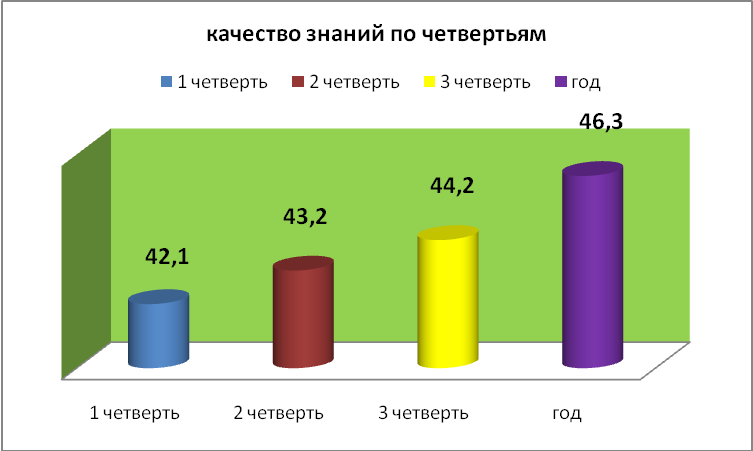 качество знаний по четвертьям
1 четверть 2 четверть 3 четверть год
46,3
44,2
43,2
42,1
1 четверть 2 четверть 3 четверть год